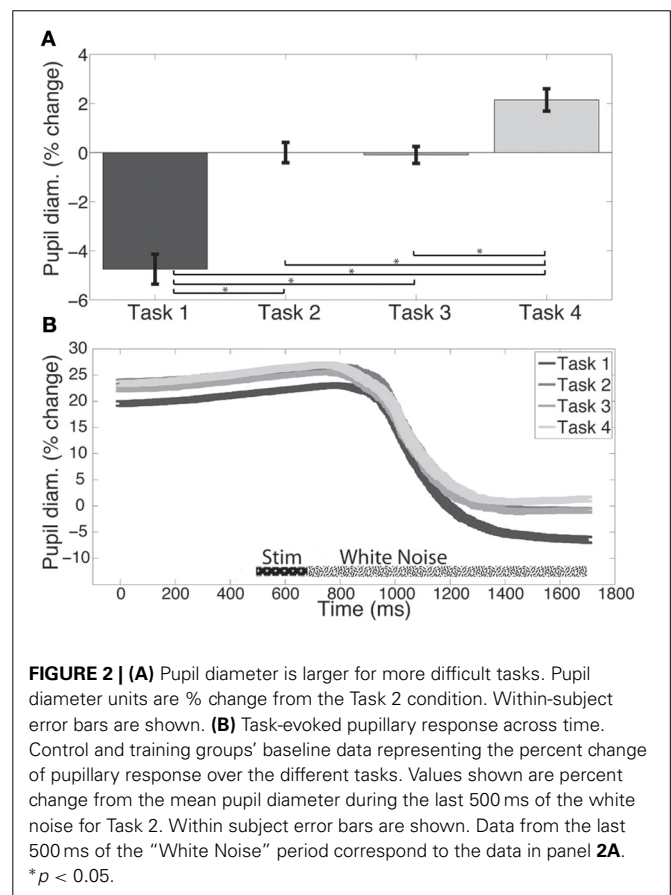 A
4
2
0
−2
−4
−6
Pupil diam. (% change)
*
*
*
*
*
Task 1 Task 2 Task 3 Task 4
B
30
25
20
15
10
5
0
−5
−10
Pupil diam. (% change)
Task 1
Task 2
Task 3
Task 4
Stim White Noise
0 200 400 600 800 1000 1200 1400 1600 1800
Time (ms)
FIGURE 2 | (A) Pupil diameter is larger for more difficult tasks. Pupil
diameter units are % change from the Task 2 condition. Within-subject
error bars are shown. (B) Task-evoked pupillary response across time.
Control and training groups’ baseline data representing the percent change
of pupillary response over the different tasks. Values shown are percent
change from the mean pupil diameter during the last 500 ms of the white
noise for Task 2. Within subject error bars are shown. Data from the last
500 ms of the “White Noise” period correspond to the data in panel 2A.
*p < 0.05.